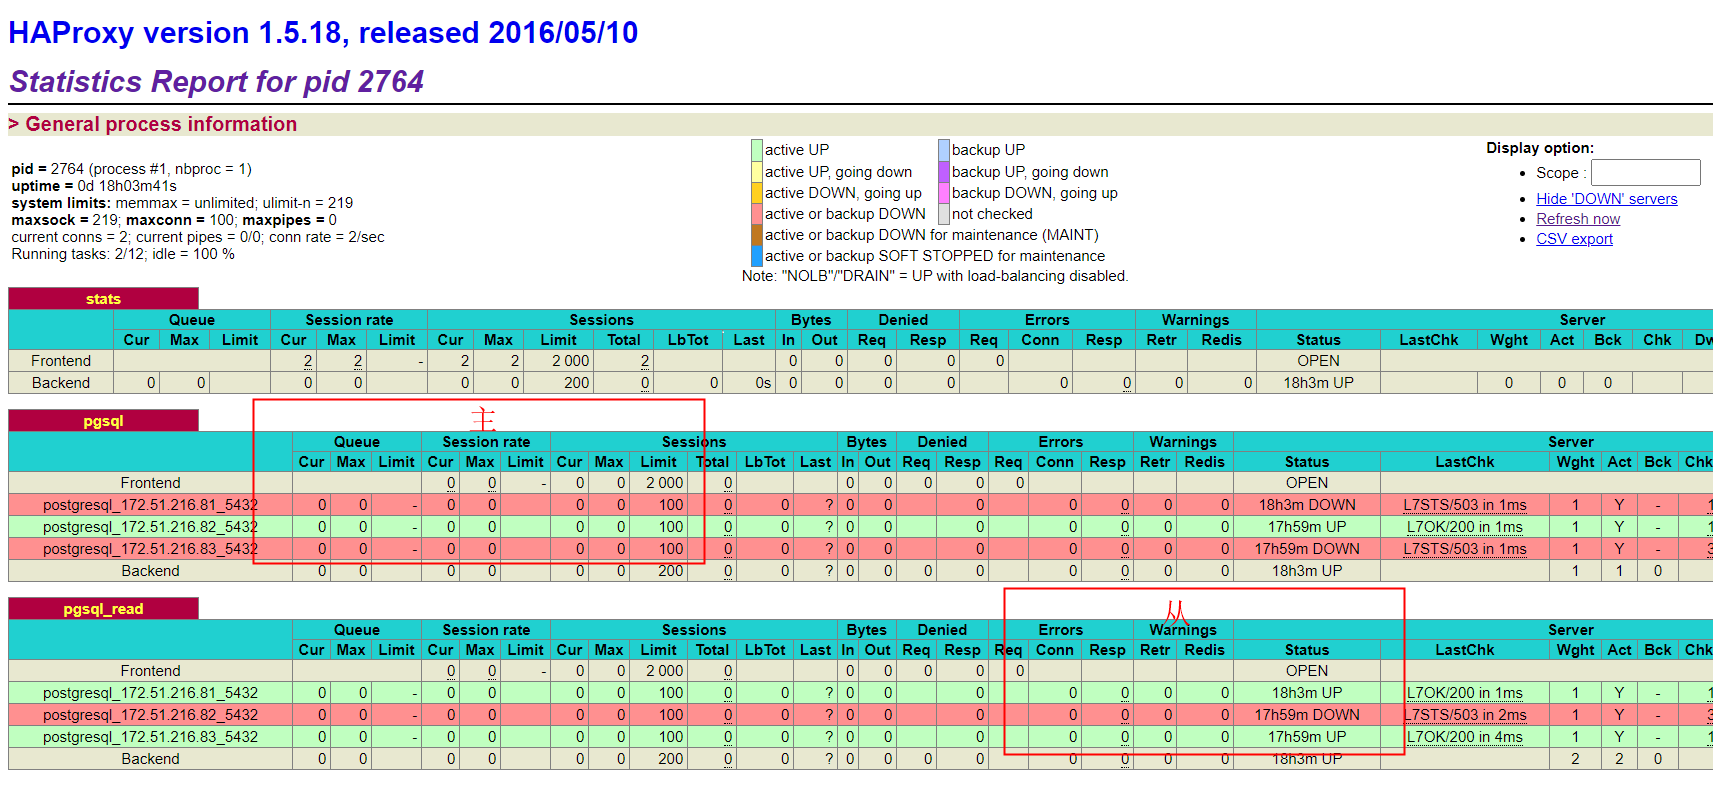 HAProxy version 1.5.18, released 2016/05/10
Statistics Report for pid 2764
> General process information
pid = 2764 (process #1, nbproc = 1)
uptime = 0d 18h03m41s
system limits: memmax = unlimited; ulimit-n = 219
maxsock = 219; maxconn = 100; maxpipes = 0
current conns = 2; current pipes = 0/0; conn rate = 2/sec
Running tasks: 2/12; idle = 100 %
active UP backup UP
active UP, going down backup UP, going down
active DOWN, going up backup DOWN, going up
active or backup DOWN not checked
active or backup DOWN for maintenance (MAINT)
active or backup SOFT STOPPED for maintenance
Note: "NOLB"/"DRAIN" = UP with load-balancing disabled.
Display option:
Scope :
Hide 'DOWN' servers
Refresh now
CSV export
stats
Queue Session rate Sessions Bytes Denied Errors Warnings Server
Cur Max Limit Cur Max Limit Cur Max Limit Total LbTot Last In Out Req Resp Req Conn Resp Retr Redis Status LastChk Wght Act Bck Chk Dw
Frontend 2 2 - 2 2 2 000 2 0 0 0 0 0 OPEN
Backend 0 0 0 0 0 0 200 0 0 0s 0 0 0 0 0 0 0 0 18h3m UP 0 0 0
pgsql
主
Queue Session rate Sessions Bytes Denied Errors Warnings Server
Cur Max Limit Cur Max Limit Cur Max Limit Total LbTot Last In Out Req Resp Req Conn Resp Retr Redis Status LastChk Wght Act Bck Chk
Frontend 0 0 - 0 0 2 000 0 0 0 0 0 0 OPEN
postgresql_172.51.216.81_5432 0 0 - 0 0 0 0 100 0 0 ? 0 0 0 0 0 0 0 18h3m DOWN L7STS/503 in 1ms 1 Y - 1
postgresql_172.51.216.82_5432 0 0 - 0 0 0 0 100 0 0 ? 0 0 0 0 0 0 0 17h59m UP L7OK/200 in 1ms 1 Y - 1
postgresql_172.51.216.83_5432 0 0 - 0 0 0 0 100 0 0 ? 0 0 0 0 0 0 0 17h59m DOWN L7STS/503 in 1ms 1 Y - 3
Backend 0 0 0 0 0 0 200 0 0 ? 0 0 0 0 0 0 0 0 18h3m UP 1 1 0
pgsql_read
从
Queue Session rate Sessions Bytes Denied Errors Warnings Server
Cur Max Limit Cur Max Limit Cur Max Limit Total LbTot Last In Out Req Resp Req Conn Resp Retr Redis Status LastChk Wght Act Bck Chk
Frontend 0 0 - 0 0 2 000 0 0 0 0 0 0 OPEN
postgresql_172.51.216.81_5432 0 0 - 0 0 0 0 100 0 0 ? 0 0 0 0 0 0 0 18h3m UP L7OK/200 in 1ms 1 Y - 1
postgresql_172.51.216.82_5432 0 0 - 0 0 0 0 100 0 0 ? 0 0 0 0 0 0 0 17h59m DOWN L7STS/503 in 2ms 1 Y - 3
postgresql_172.51.216.83_5432 0 0 - 0 0 0 0 100 0 0 ? 0 0 0 0 0 0 0 17h59m UP L7OK/200 in 4ms 1 Y - 1
Backend 0 0 0 0 0 0 200 0 0 ? 0 0 0 0 0 0 0 0 18h3m UP 2 2 0